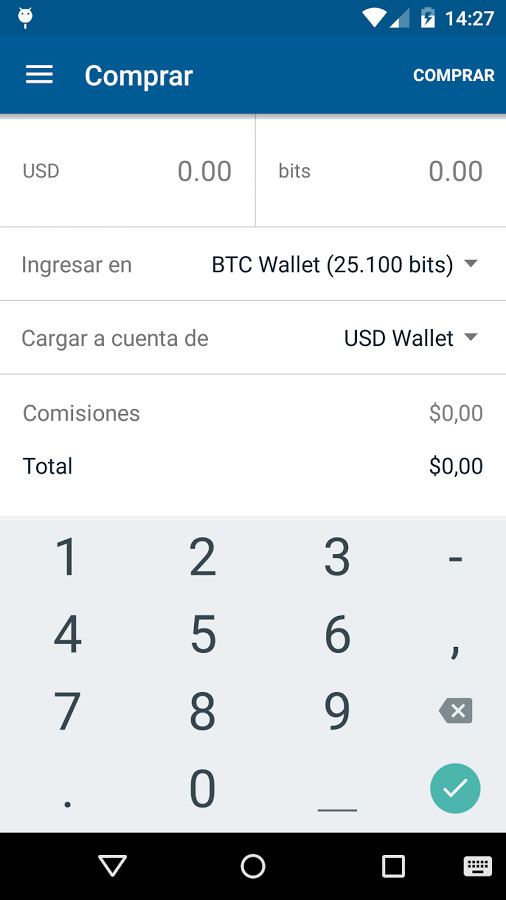 14:27
Comprar COMPRAR
USD 0.00 bits 0.00
Ingresar en BTC Wallet (25.100 bits)
Cargar a cuenta de USD Wallet
Comisiones $0,00
Total $0,00
1 2 3 -
4 5 6 ,
7 8 9
. 0 _